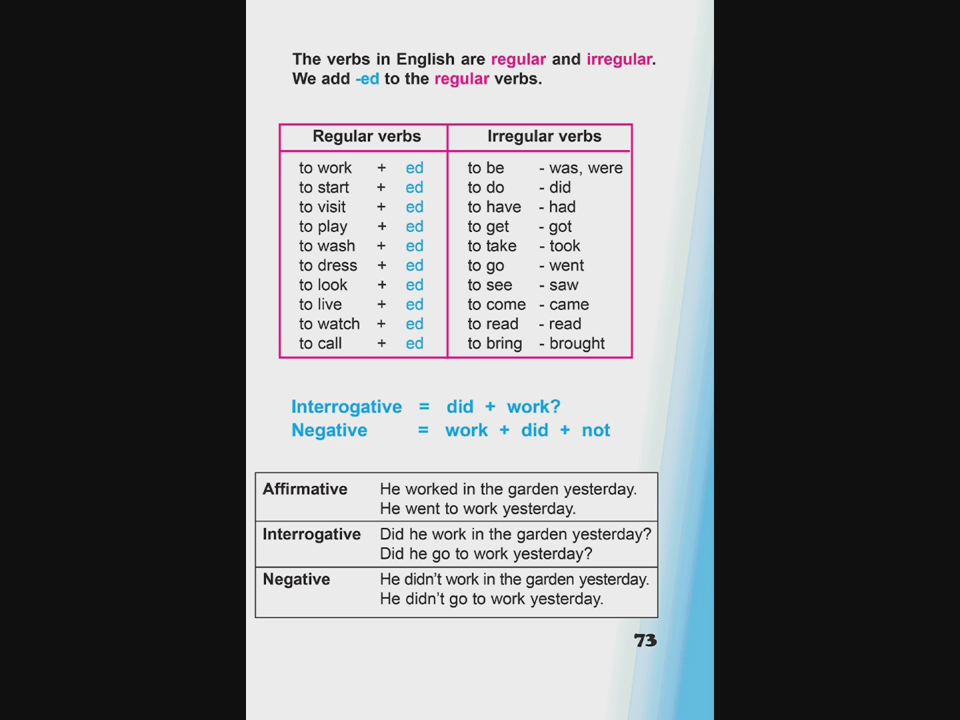 The verbs in English are regular and irregular.
We add -ed to the regular verbs.
Regular verbs Irregular verbs
to work + ed to be - was, were
to start + ed to do - did
to visit + ed to have - had
to play + ed to get - got
to wash + ed to take - took
to dress + ed to go - went
to look + ed to see - saw
to live + ed to come - came
to watch + ed to read - read
to call + ed to bring - brought
Interrogative = did + work?
Negative = work + did + not
Affirmative He worked in the garden yesterday.
He went to work yesterday.
Interrogative Did he work in the garden yesterday?
Did he go to work yesterday?
Negative He didn't work in the garden yesterday.
He didn't go to work yesterday.
73